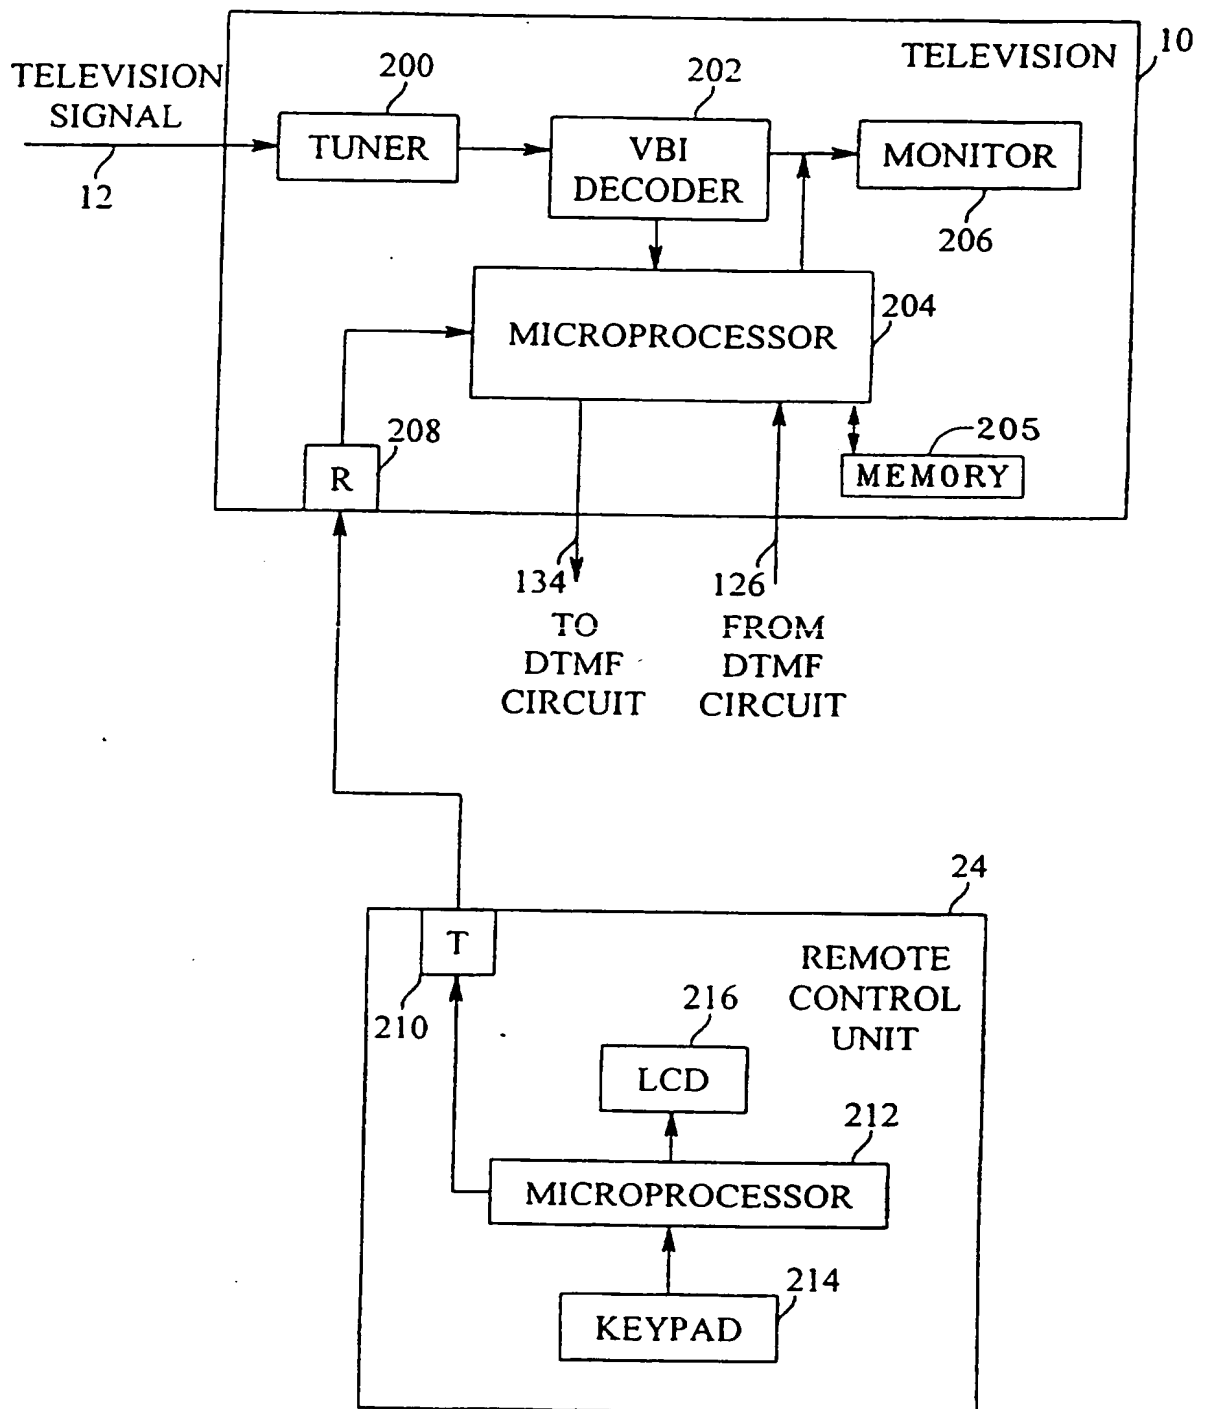 TELEVISION
10
TELEVISION
SIGNAL
12
200
TUNER
202
VBI
DECODER
MONITOR
206
MICROPROCESSOR
204
208
R
205
MEMORY
134
TO
DTMF
CIRCUIT
126
FROM
DTMF
CIRCUIT
24
REMOTE
CONTROL
UNIT
T
210
216
LCD
212
MICROPROCESSOR
214
KEYPAD